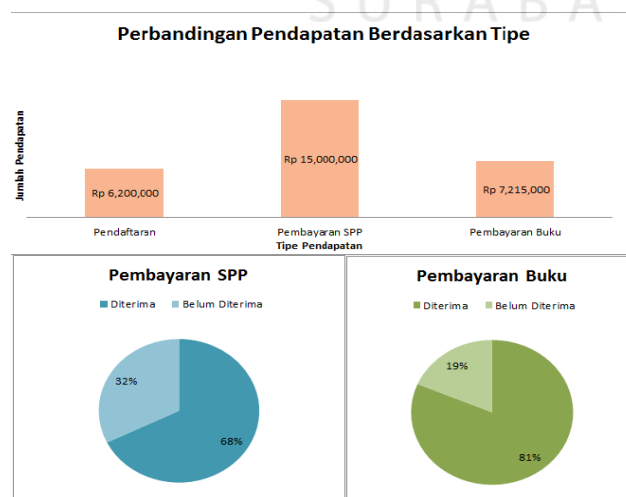 SURABA
Perbandingan Pendapatan Berdasarkan Tipe
Jumlah Pendapatan
Rp 6,200,000
Rp 15,000,000
Rp 7,215,000
Pendaftaran
Pembayaran SPP
Pembayaran Buku
Tipe Pendapatan
Pembayaran SPP
Diterima
Belum Diterima
32%
68%
Pembayaran Buku
Diterima
Belum Diterima
19%
81%